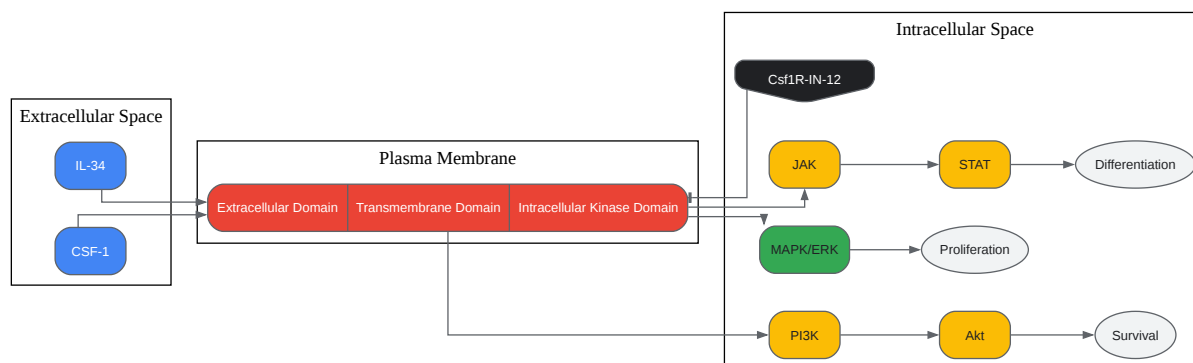 Extracellular Space
IL-34
CSF-1
Plasma Membrane
Extracellular Domain
Transmembrane Domain
Intracellular Kinase Domain
Intracellular Space
Csf1R-IN-12
JAK
STAT
Differentiation
MAPK/ERK
Proliferation
PI3K
Akt
Survival